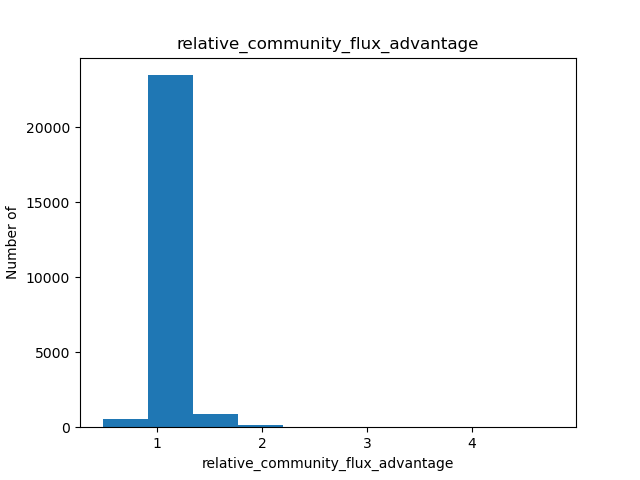 relative_community_flux_advantage
Number of
20000
15000
10000
5000
0
1 2 3 4
relative_community_flux_advantage